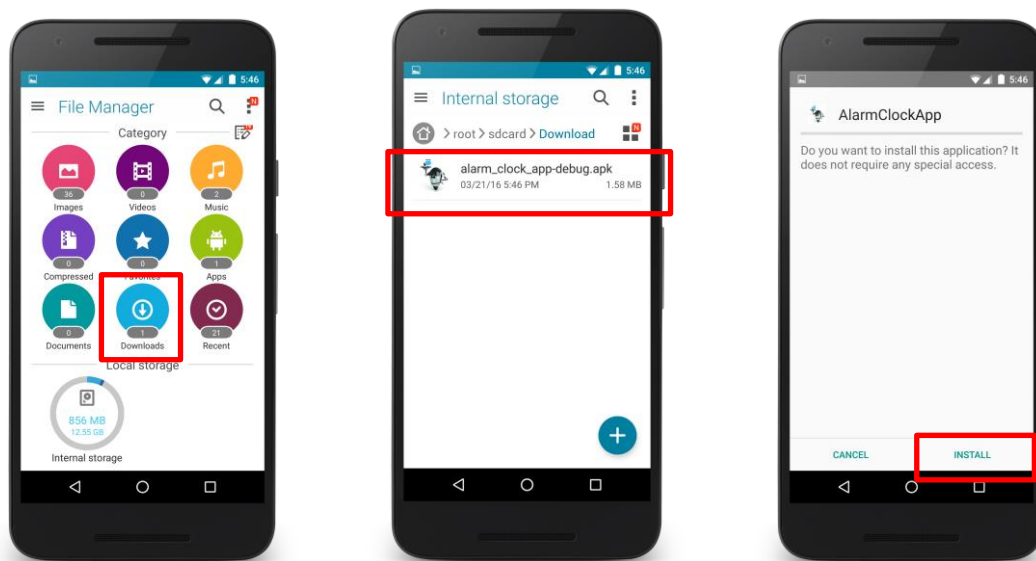 5:46
File Manager
N
Category
36
Images
0
Videos
2
Music
0
Compressed
0
Favorites
1
Apps
0
Documents
1
Downloads
21
Recent
Local storage
856 MB
12.55 GB
Internal storage
5:46
Internal storage
> root > sdcard > Download
N
alarm_clock_app-debug.apk
03/21/16 5:46 PM 1.58 MB
5:46
AlarmClockApp
Do you want to install this application? It
does not require any special access.
CANCEL INSTALL